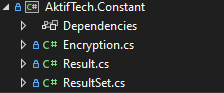 C# AktifTech.Constant
Dependencies
C# Encryption.cs
C# Result.cs
C# ResultSet.cs